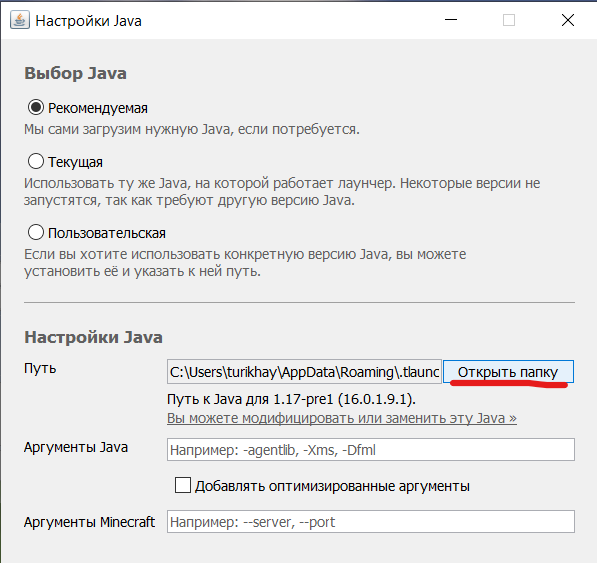 Настройки Java
Выбор Java
Рекомендуемая
Мы сами загрузим нужную Java, если потребуется.
Текущая
Использовать ту же Java, на которой работает лаунчер. Некоторые версии не
запустятся, так как требуют другую версию Java.
Пользовательская
Если вы хотите использовать конкретную версию Java, вы можете
установить её и указать к ней путь.
Настройки Java
Путь C:\Users\turikhay\AppData\Roaming\.tlaunc Открыть папку
Путь к Java для 1.17-pre1 (16.0.1.9.1).
Вы можете модифицировать или заменить эту Java »
Аргументы Java Например: -agentlib, -Xms, -Dfml
Добавлять оптимизированные аргументы
Аргументы Minecraft Например: --server, --port